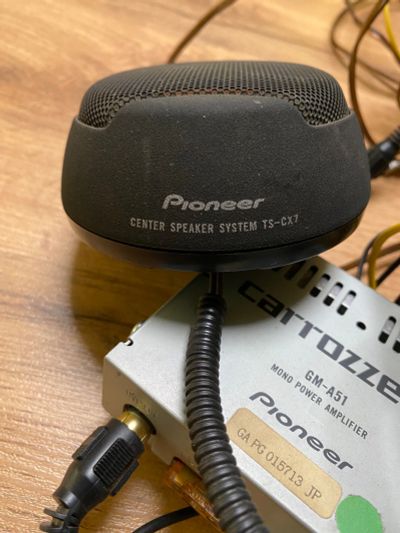 Pioneer
CENTER SPEAKER SYSTEM TS-CX7
carrozze
GM-A51
MONO POWER AMPLIFIER
Pioneer
GA PG 015713 JP